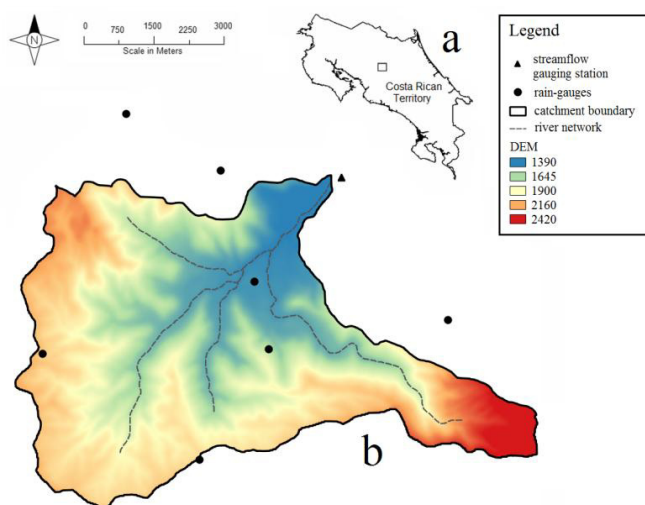 N
0 750 1500 2250 3000
Scale in Meters
a
Costa Rican
Territory
Legend
streamflow
gauging station
rain-gauges
catchment boundary
river network
DEM
1390
1645
1900
2160
2420
b